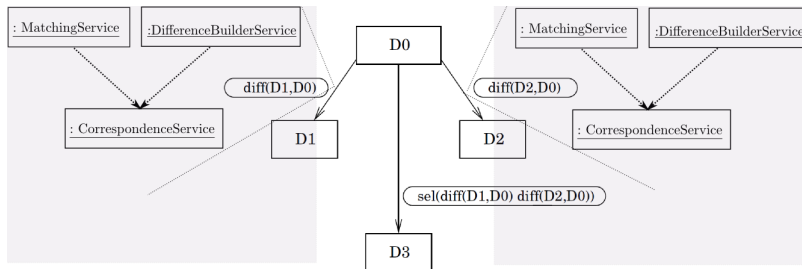 : MatchingService
:DifferenceBuilderService
: CorrespondenceService
D0
diff(D1,D0)
diff(D2,D0)
D1
D2
sel(diff(D1,D0) diff(D2,D0))
D3
: MatchingService
:DifferenceBuilderService
: CorrespondenceService